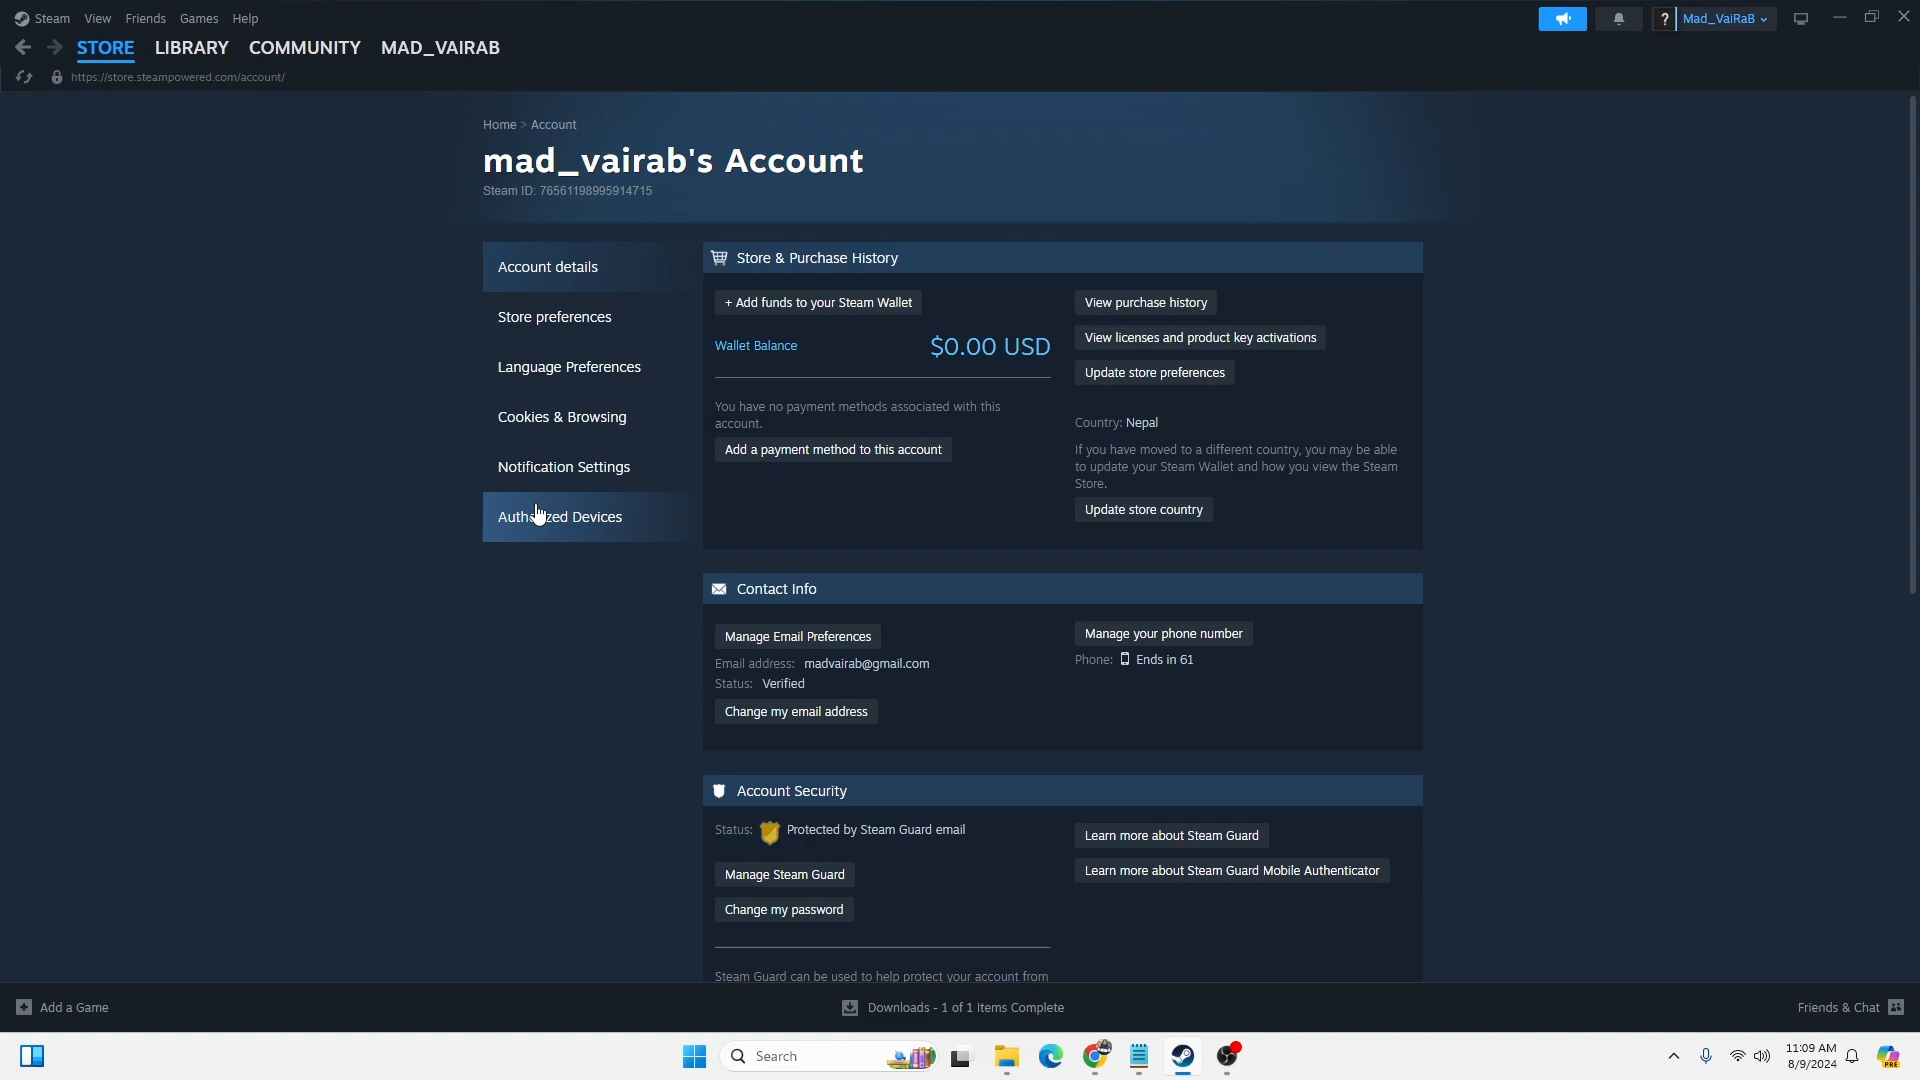 Steam View Friends Games Help
? Mad_VaiRaB
STORE LIBRARY COMMUNITY MAD_VAIRAB
https://store.steampowered.com/account/
Home > Account
mad_vairab's Account
Steam ID: 76561198995914715
Account details
Store preferences
Language Preferences
Cookies & Browsing
Notification Settings
Authorized Devices
Store & Purchase History
+ Add funds to your Steam Wallet
Wallet Balance $0.00 USD
You have no payment methods associated with this
account.
Add a payment method to this account
View purchase history
View licenses and product key activations
Update store preferences
Country: Nepal
If you have moved to a different country, you may be able
to update your Steam Wallet and how you view the Steam
Store.
Update store country
Contact Info
Manage Email Preferences
Email address: madvairab@gmail.com
Status: Verified
Change my email address
Manage your phone number
Phone: Ends in 61
Account Security
Status: Protected by Steam Guard email
Manage Steam Guard
Change my password
Steam Guard can be used to help protect your account from
Learn more about Steam Guard
Learn more about Steam Guard Mobile Authenticator
+ Add a Game
Downloads - 1 of 1 Items Complete
Friends & Chat
Search
11:09 AM
8/9/2024
PRE